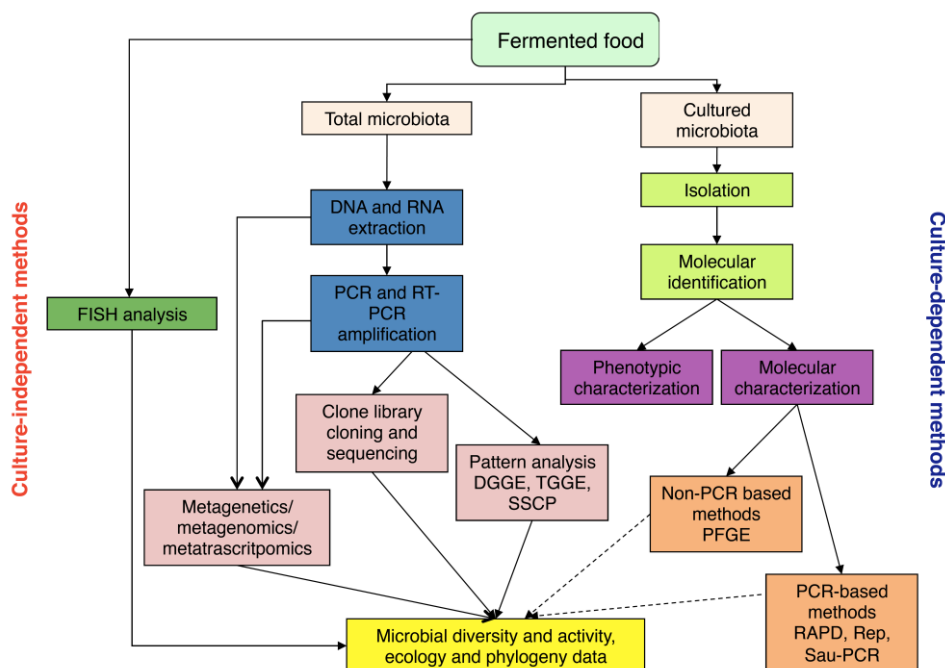 Fermented food
Total microbiota
Cultured
microbiota
Isolation
DNA and RNA
extraction
Molecular
identification
PCR and RT-
PCR
amplification
FISH analysis
Phenotypic
characterization
Molecular
characterization
Clone library
cloning and
sequencing
Pattern analysis
DGGE, TGGE,
SSCP
Non-PCR based
methods
PFGE
Metagenetics/
metagenomics/
metatrascritpomics
PCR-based
methods
RAPD, Rep,
Sau-PCR
Microbial diversity and activity,
ecology and phylogeny data
Culture-independent methods
Culture-dependent methods